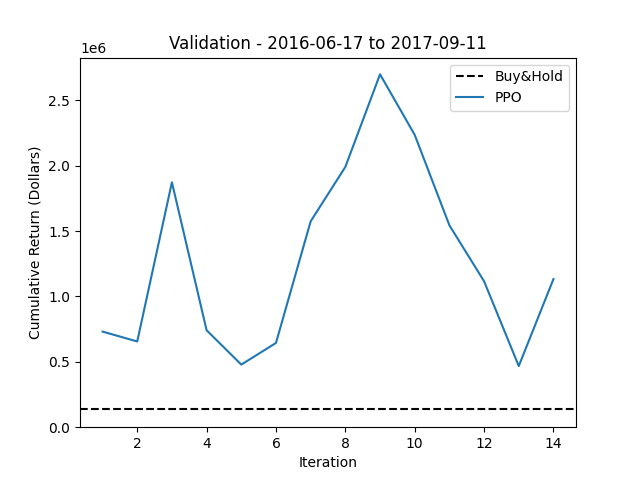 Validation - 2016-06-17 to 2017-09-11
1e6
Buy&Hold
PPO
2.5
2.0
1.5
1.0
0.5
0.0
Cumulative Return (Dollars)
2 4 6 8 10 12 14
Iteration